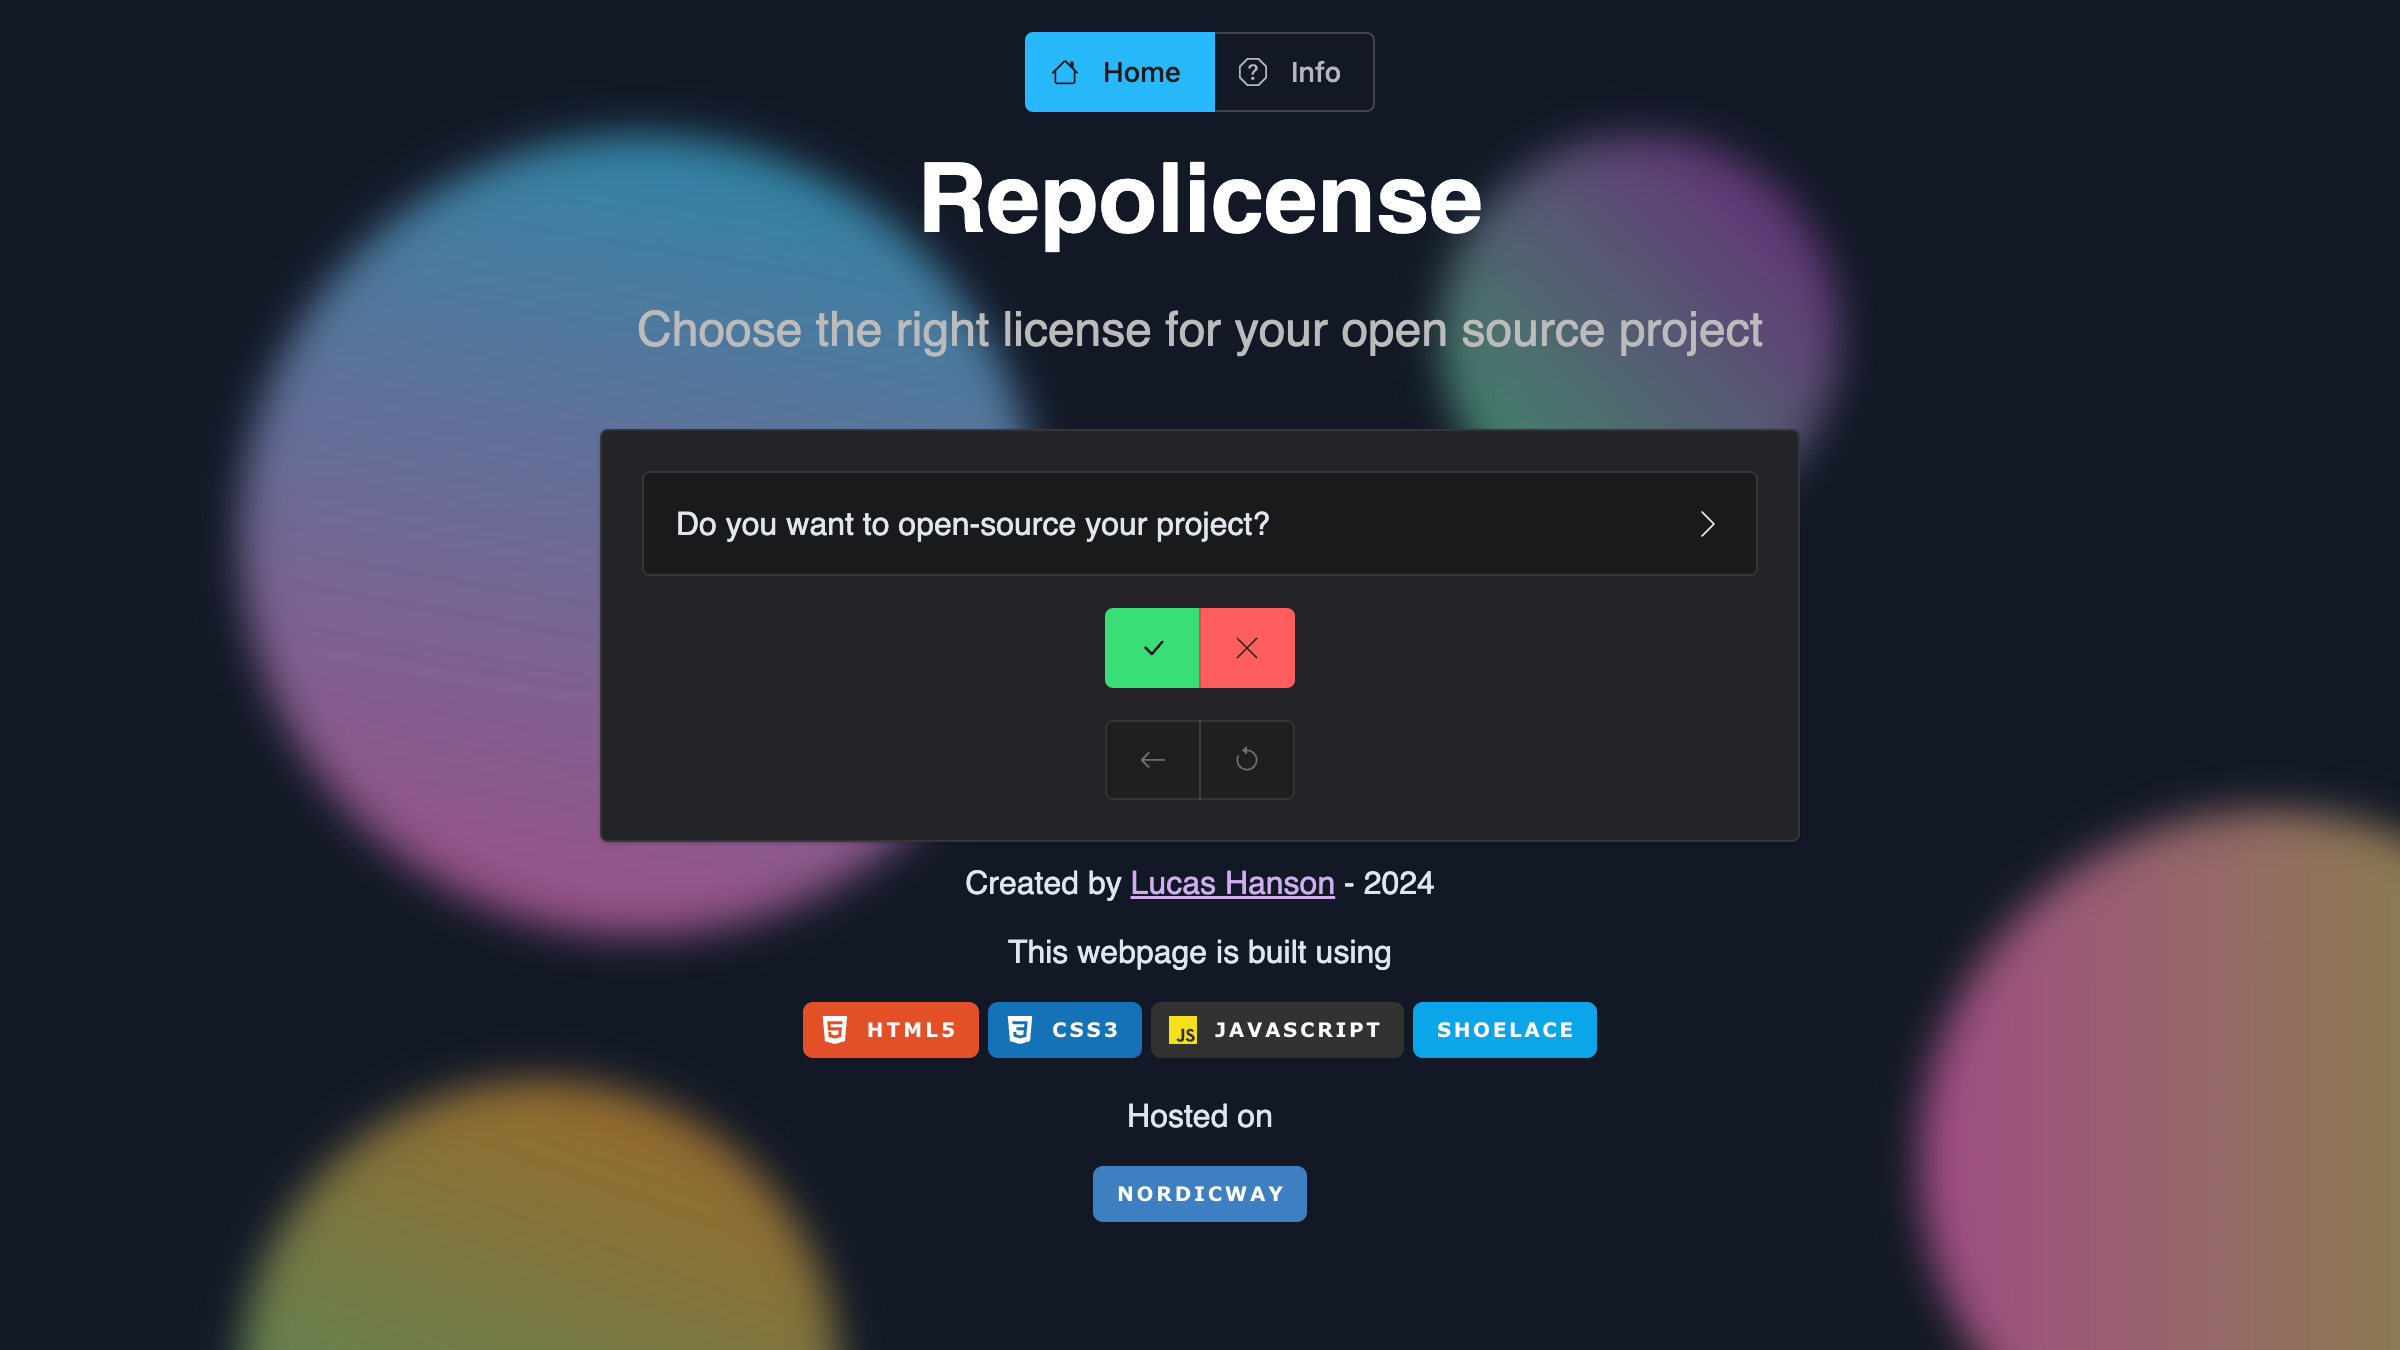 Home Info
Repolicense
Choose the right license for your open source project
Do you want to open-source your project?
Created by Lucas Hanson - 2024
This webpage is built using
HTML5 CSS3 JS JAVASCRIPT SHOELACE
Hosted on
NORDICWAY